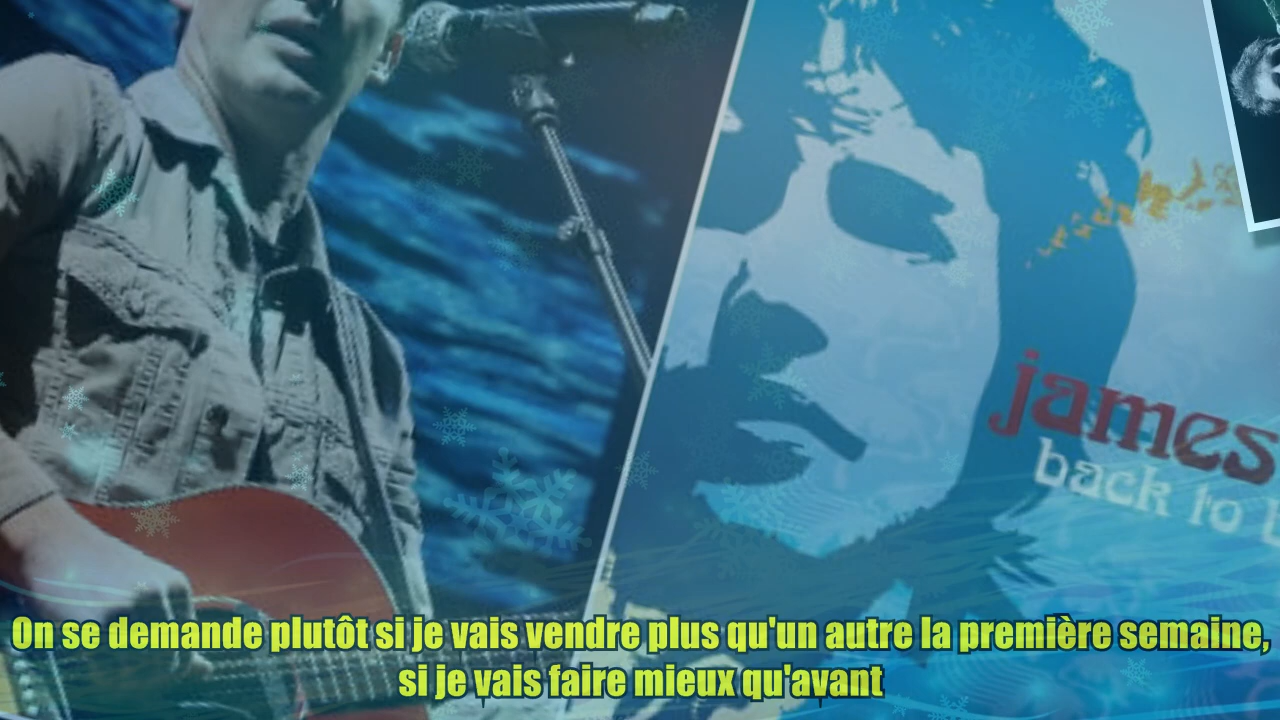 james
back to
On se demande plutôt si je vais vendre plus qu'un autre la première semaine,
si je vais faire mieux qu'avant